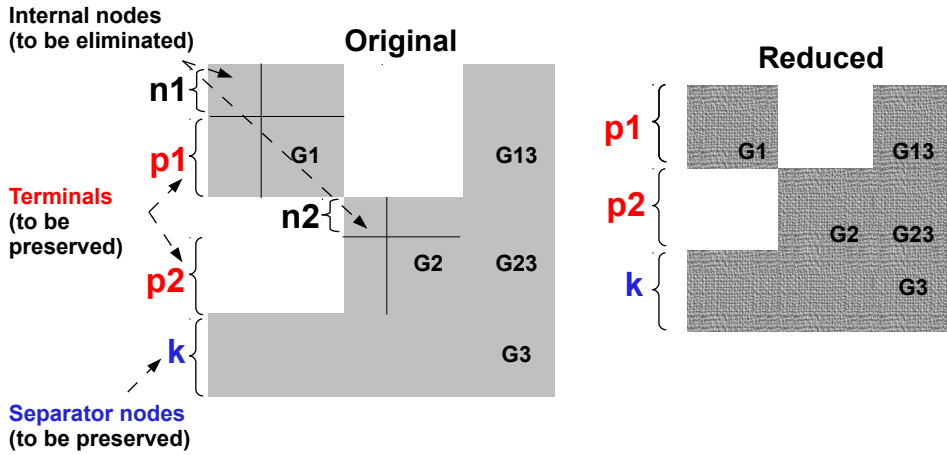 Internal nodes
(to be eliminated)
Original
n1
p1
G1
G13
Terminals
(to be
preserved)
n2
p2
G2
G23
k
G3
Separator nodes
(to be preserved)
Reduced
p1
G1
G13
p2
G2
G23
k
G3